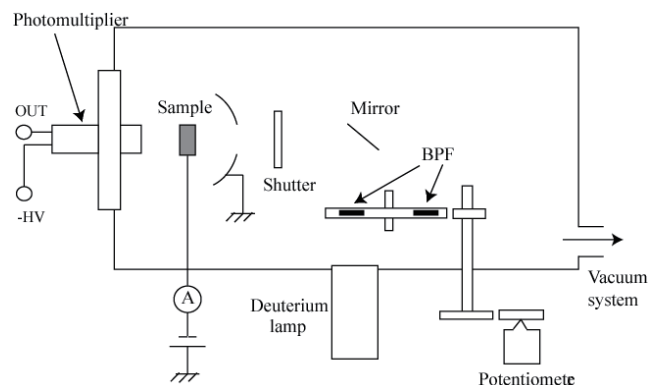 Photomultiplier
OUT
-HV
Sample
Shutter
Mirror
BPF
A
Deuterium
lamp
Vacuum
system
Potentiomete